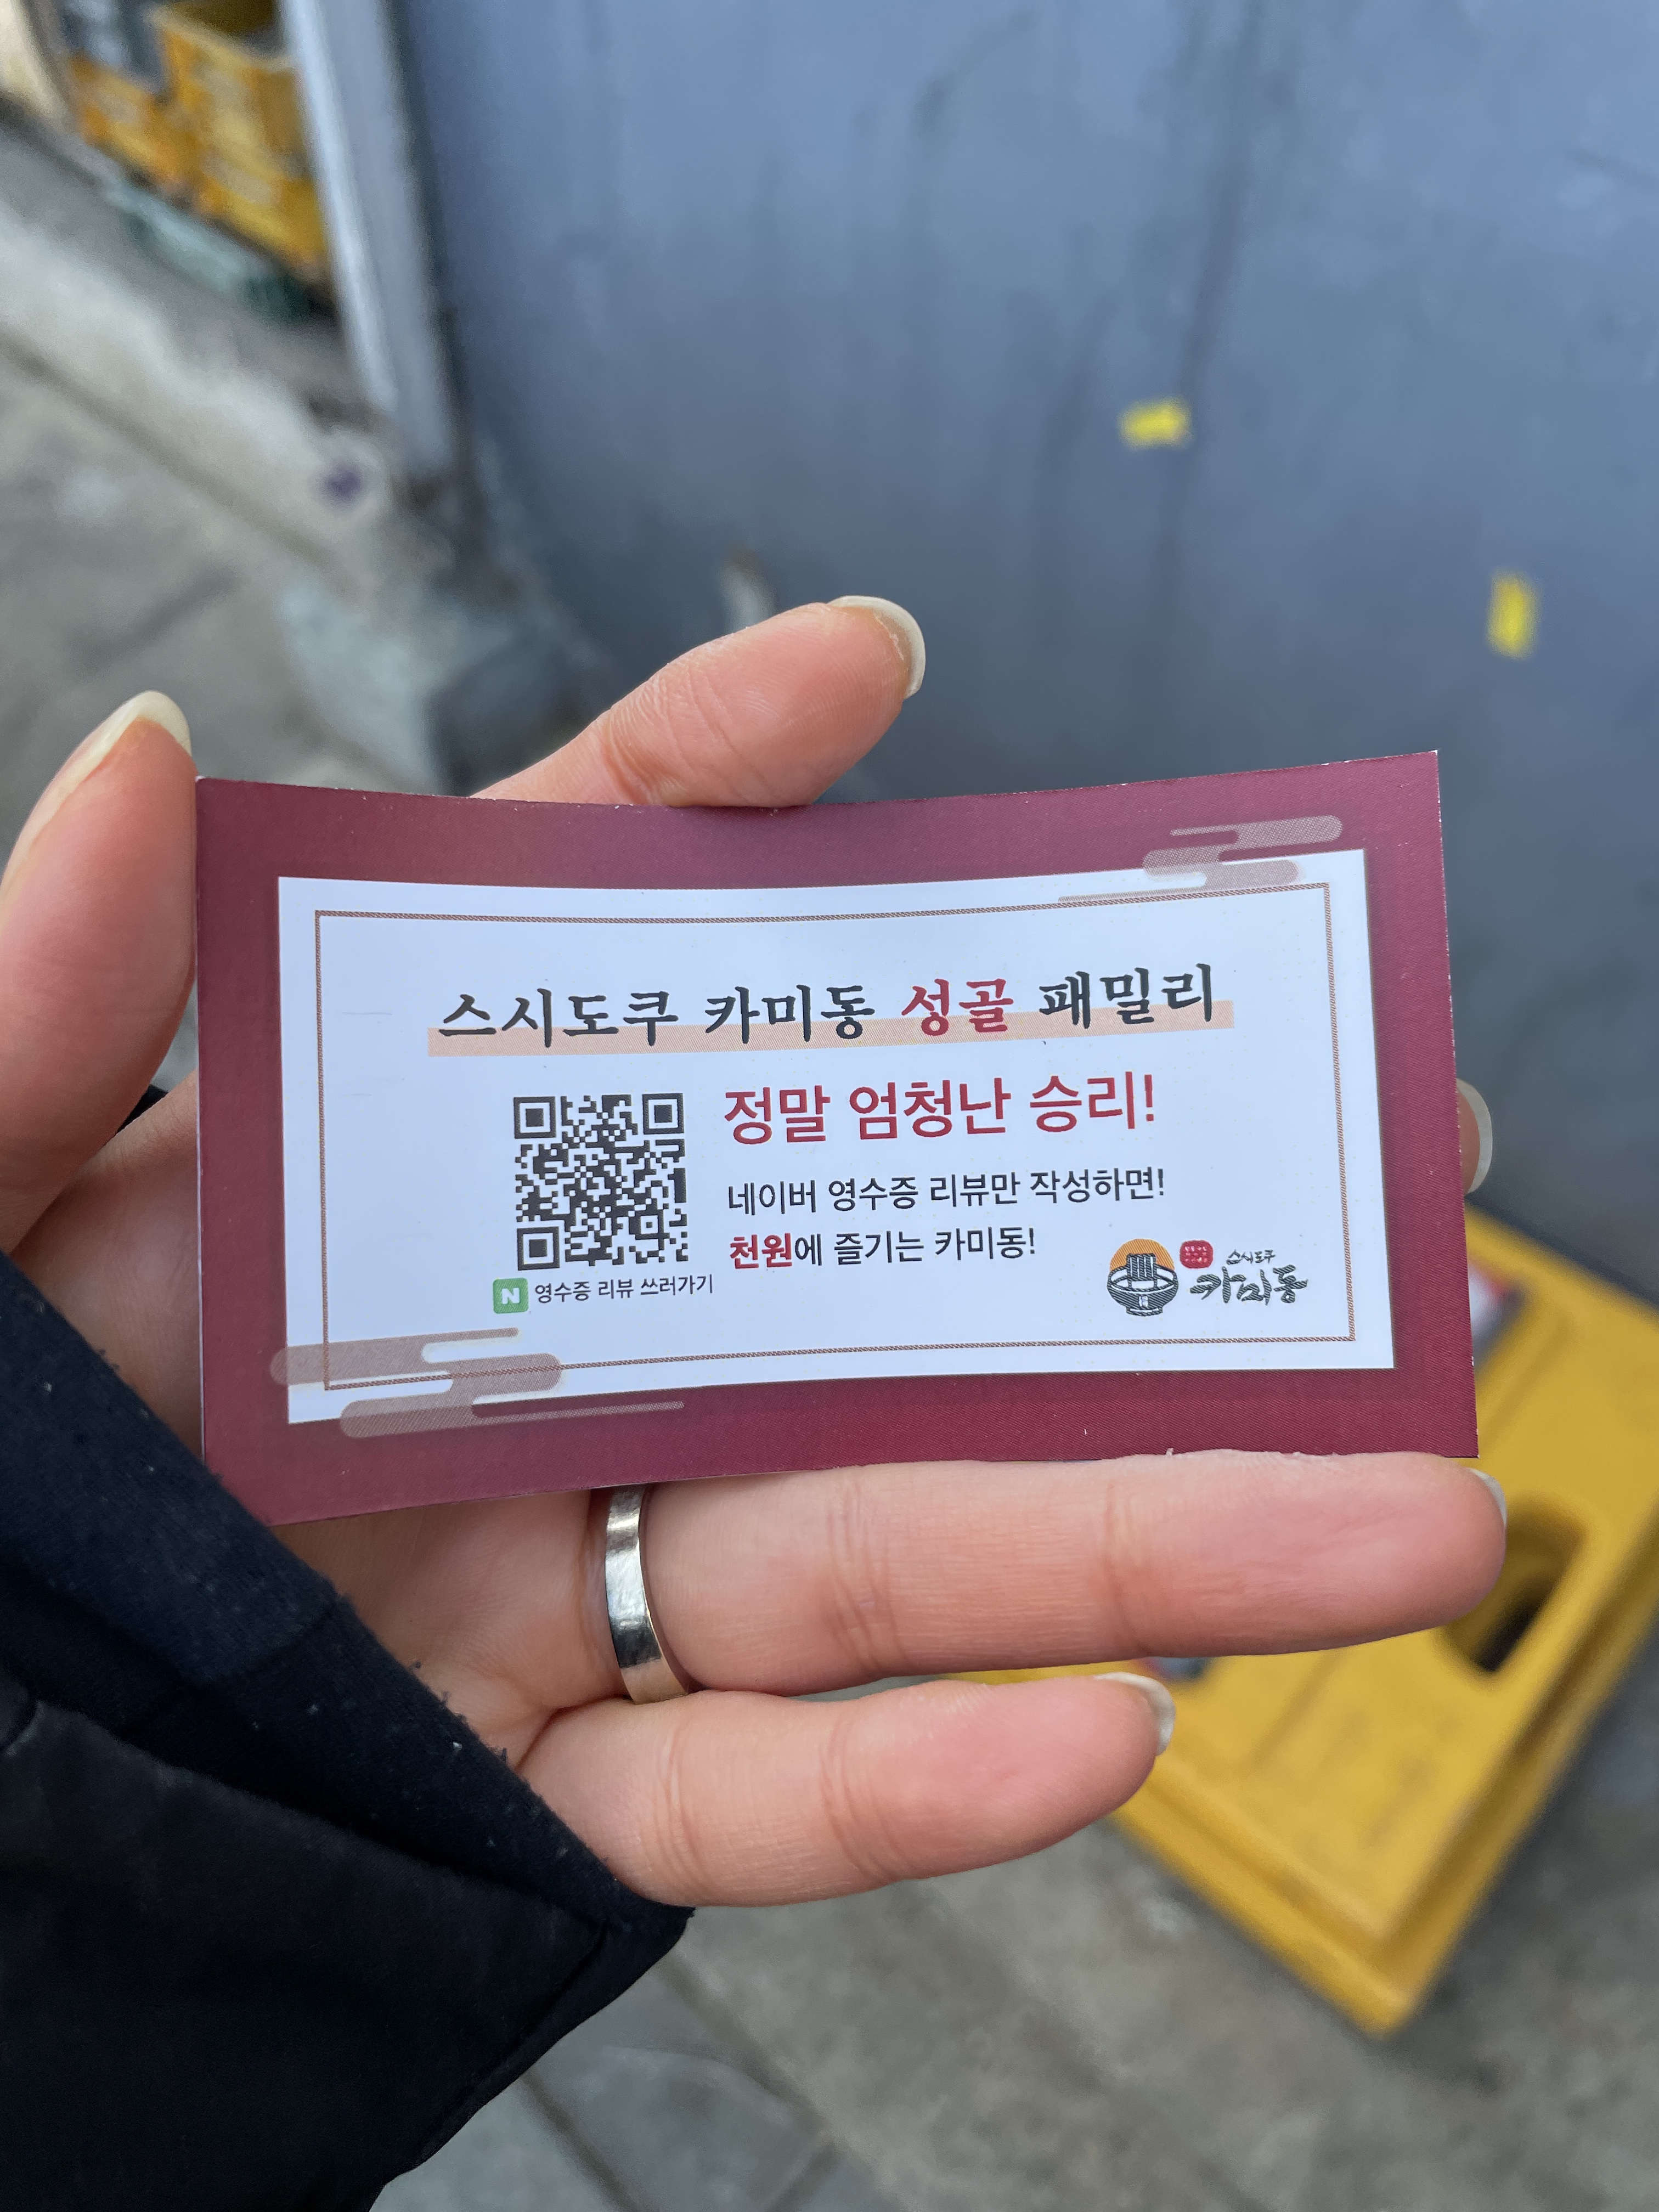 스시도쿠 카미동 성골 패밀리
정말 엄청난 승리!
네이버 영수증 리뷰만 작성하면!
천원에 즐기는 카미동!
N 영수증 리뷰 쓰러가기
스시도쿠
카미동